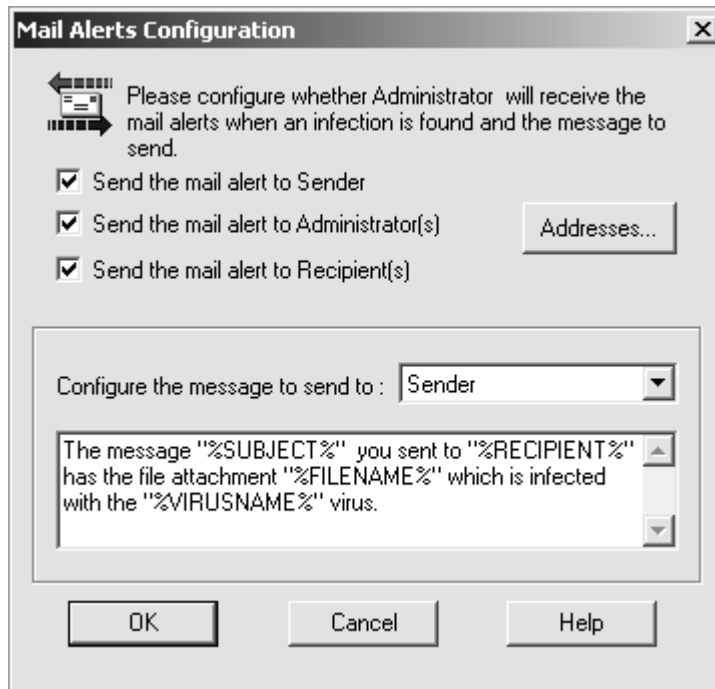 Mail Alerts Configuration
Please configure whether Administrator  will receive the
mail alerts when an infection is found and the message to
send.
Send the mail alert to Sender
Send the mail alert to Administrator(s)
Addresses...
Send the mail alert to Recipient(s)
Configure the message to send to :
Sender
The message "%SUBJECT%"  you sent to "%RECIPIENT%"
has the file attachment "%FILENAME%" which is infected
with the "%VIRUSNAME%" virus.
OK
Cancel
Help